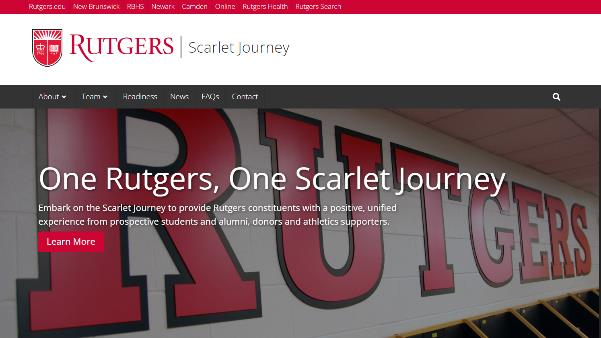 Rutgers.edu New Brunswick RBHS Newark Camden Online Rutgers Health Rutgers Search
RUTGERS | Scarlet Journey
About Team Readiness News FAQs Contact
RUTGERS
One Rutgers, One Scarlet Journey
Embark on the Scarlet Journey to provide Rutgers constituents with a positive, unified
experience from prospective students and alumni, donors and athletics supporters.
Learn More